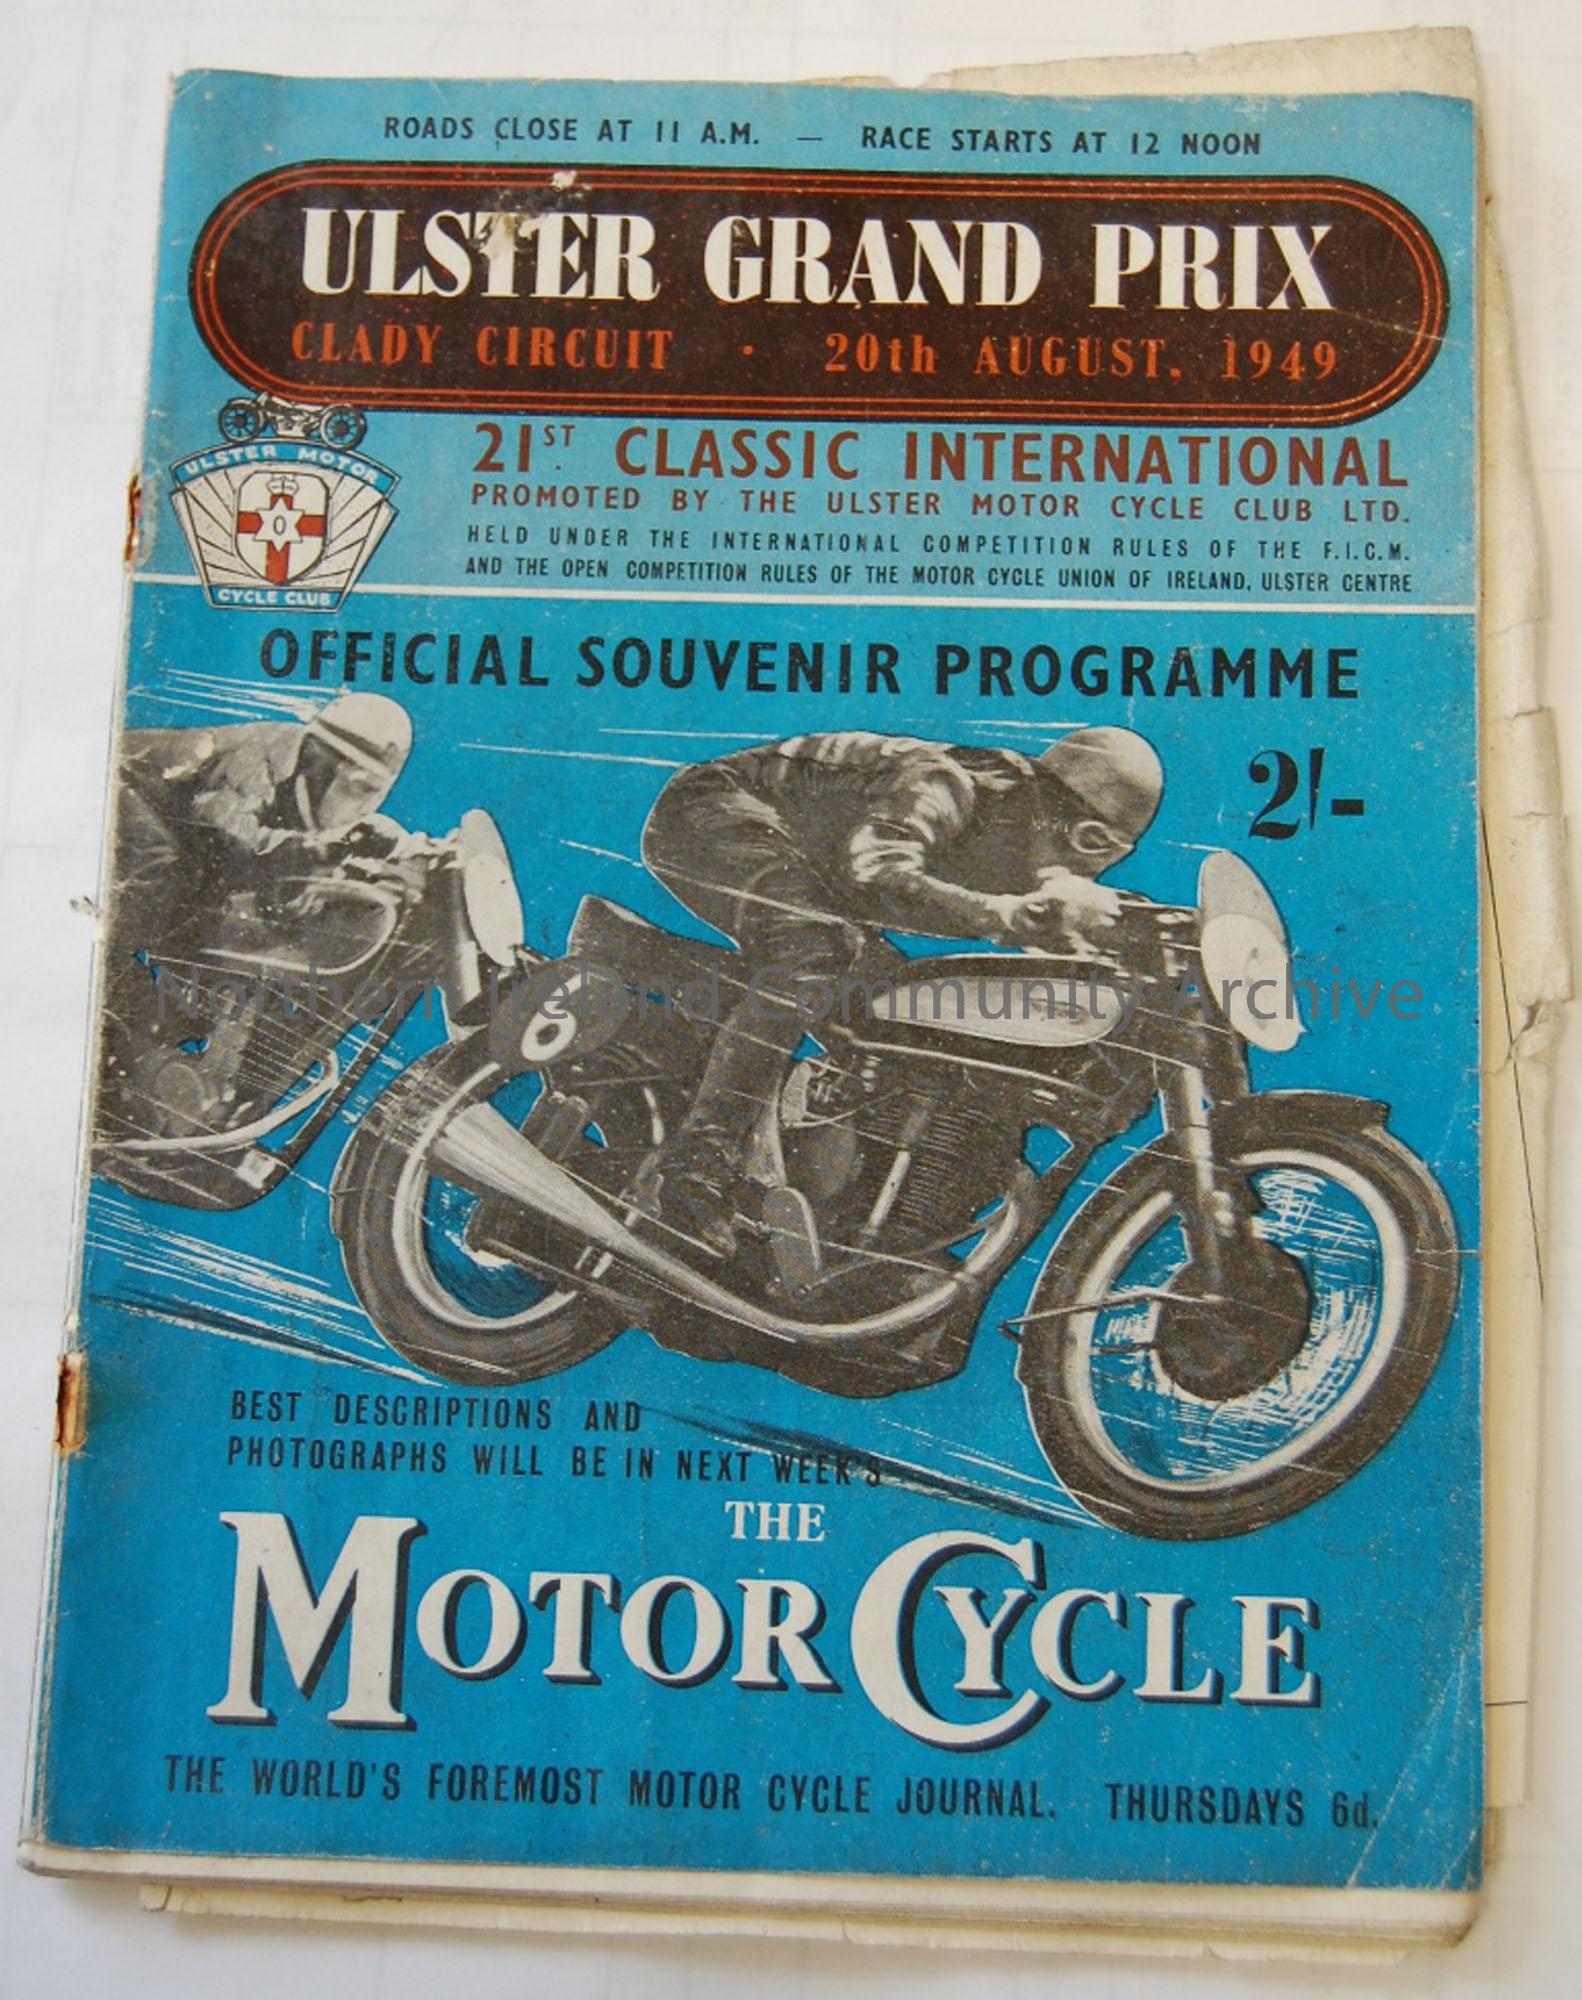 ROADS CLOSE AT 11 A.M. — RACE STARTS AT 12 NOON
ULSTER GRAND PRIX
CLADY CIRCUIT · 20th AUGUST, 1949
21ST CLASSIC INTERNATIONAL
PROMOTED BY THE ULSTER MOTOR CYCLE CLUB LTD.
HELD UNDER THE INTERNATIONAL COMPETITION RULES OF THE F.I.C.M.
AND THE OPEN COMPETITION RULES OF THE MOTOR CYCLE UNION OF IRELAND, ULSTER CENTRE
ULSTER MOTOR
CYCLE CLUB
OFFICIAL SOUVENIR PROGRAMME
2/-
Northern Ireland Community Archive
BEST DESCRIPTIONS AND
PHOTOGRAPHS WILL BE IN NEXT WEEK'S
THE
MOTOR CYCLE
THE WORLD'S FOREMOST MOTOR CYCLE JOURNAL. THURSDAYS 6d.